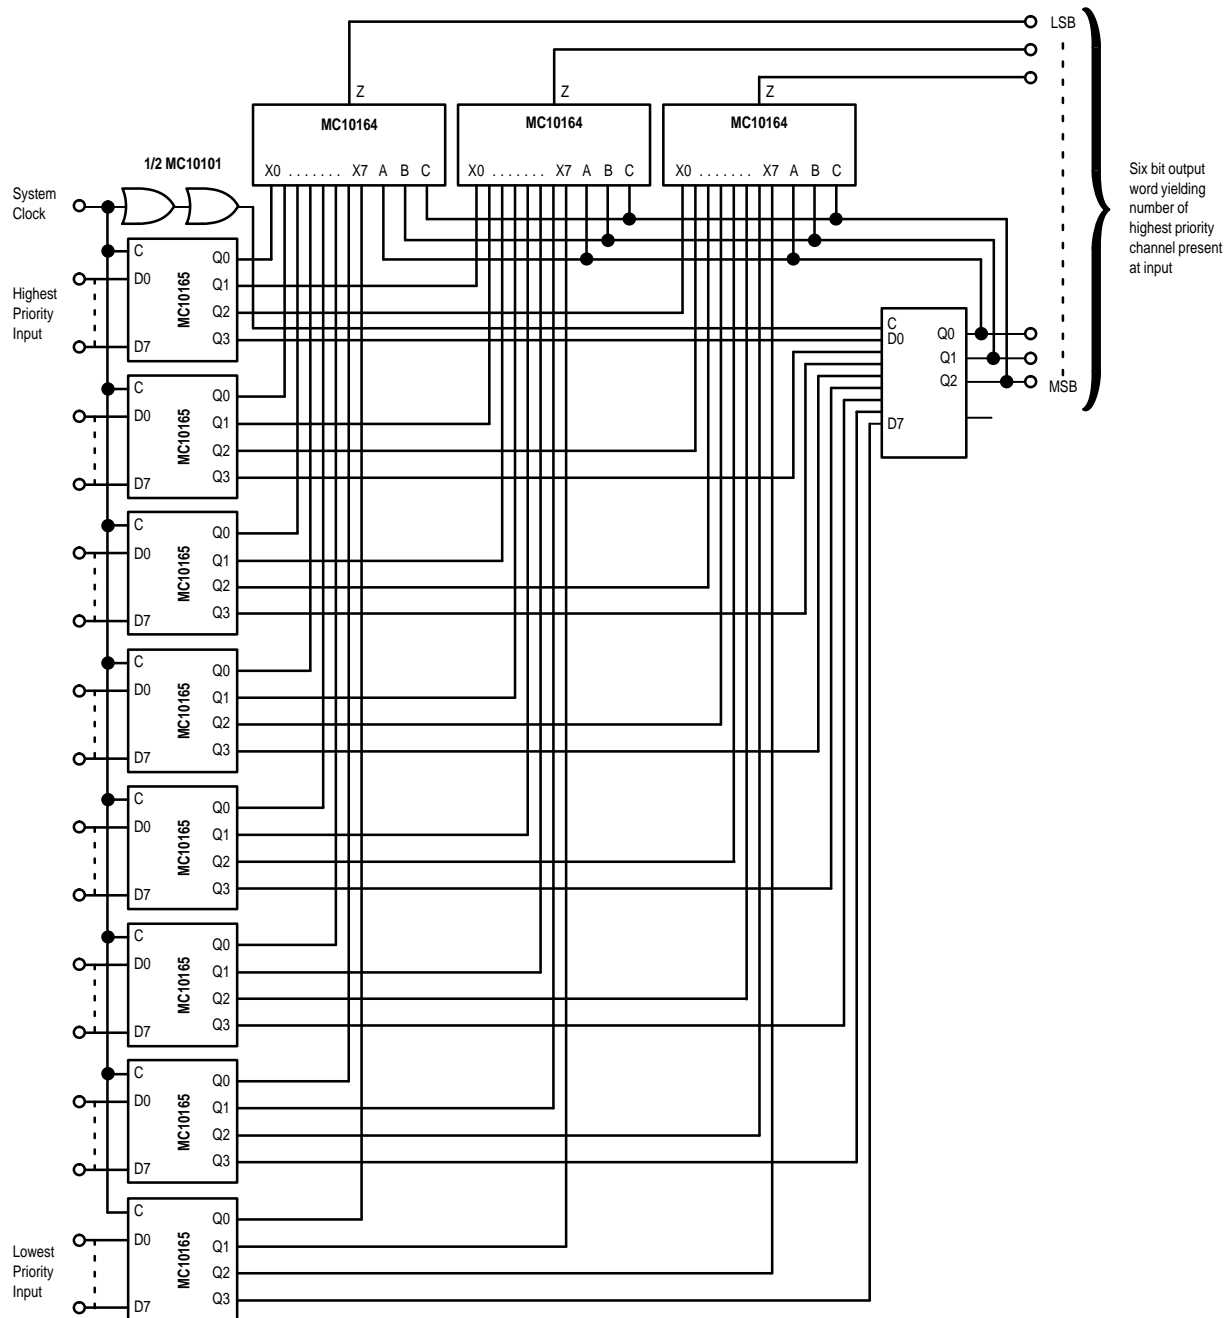 LSB
Z
Z
Z
MC10164
MC10164
MC10164
1/2 MC10101
X0 ....... X7 A B C
X0 ....... X7 A B C
X0 ....... X7 A B C
Six bit output
word yielding
number of
highest priority
channel present
at input
System
Clock
C
D0
D7
MC10165
Q0
Q1
Q2
Q3
Highest
Priority
Input
C
D0
D7
Q0
Q1
Q2
MSB
C
D0
D7
MC10165
Q0
Q1
Q2
Q3
C
D0
D7
MC10165
Q0
Q1
Q2
Q3
C
D0
D7
MC10165
Q0
Q1
Q2
Q3
C
D0
D7
MC10165
Q0
Q1
Q2
Q3
C
D0
D7
MC10165
Q0
Q1
Q2
Q3
C
D0
D7
MC10165
Q0
Q1
Q2
Q3
C
D0
D7
MC10165
Q0
Q1
Q2
Q3
Lowest
Priority
Input